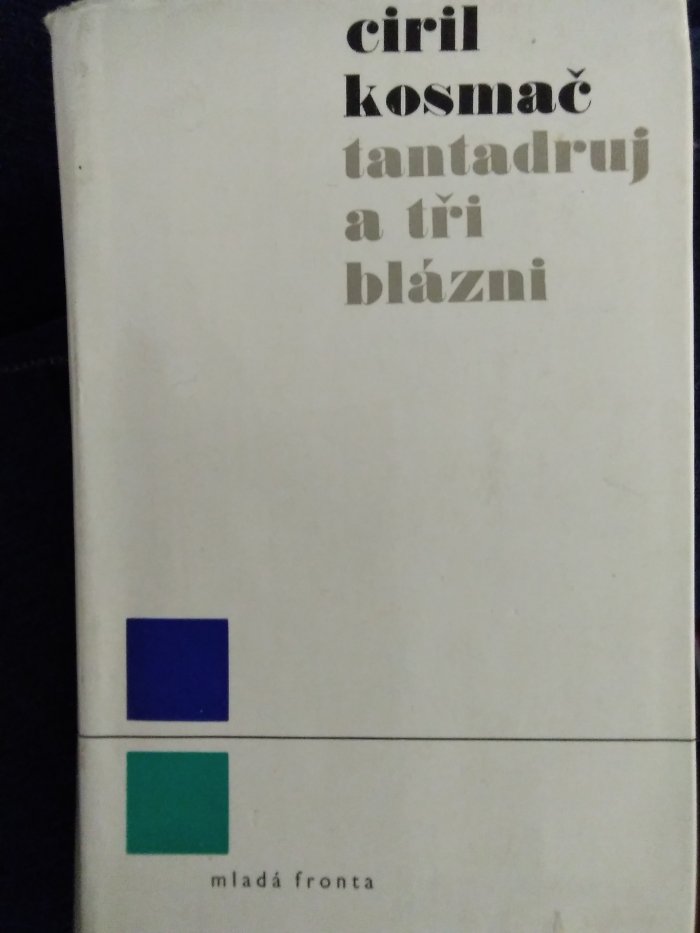 ciril
kosmač
tantadruj
a tři
blázni
mladá fronta